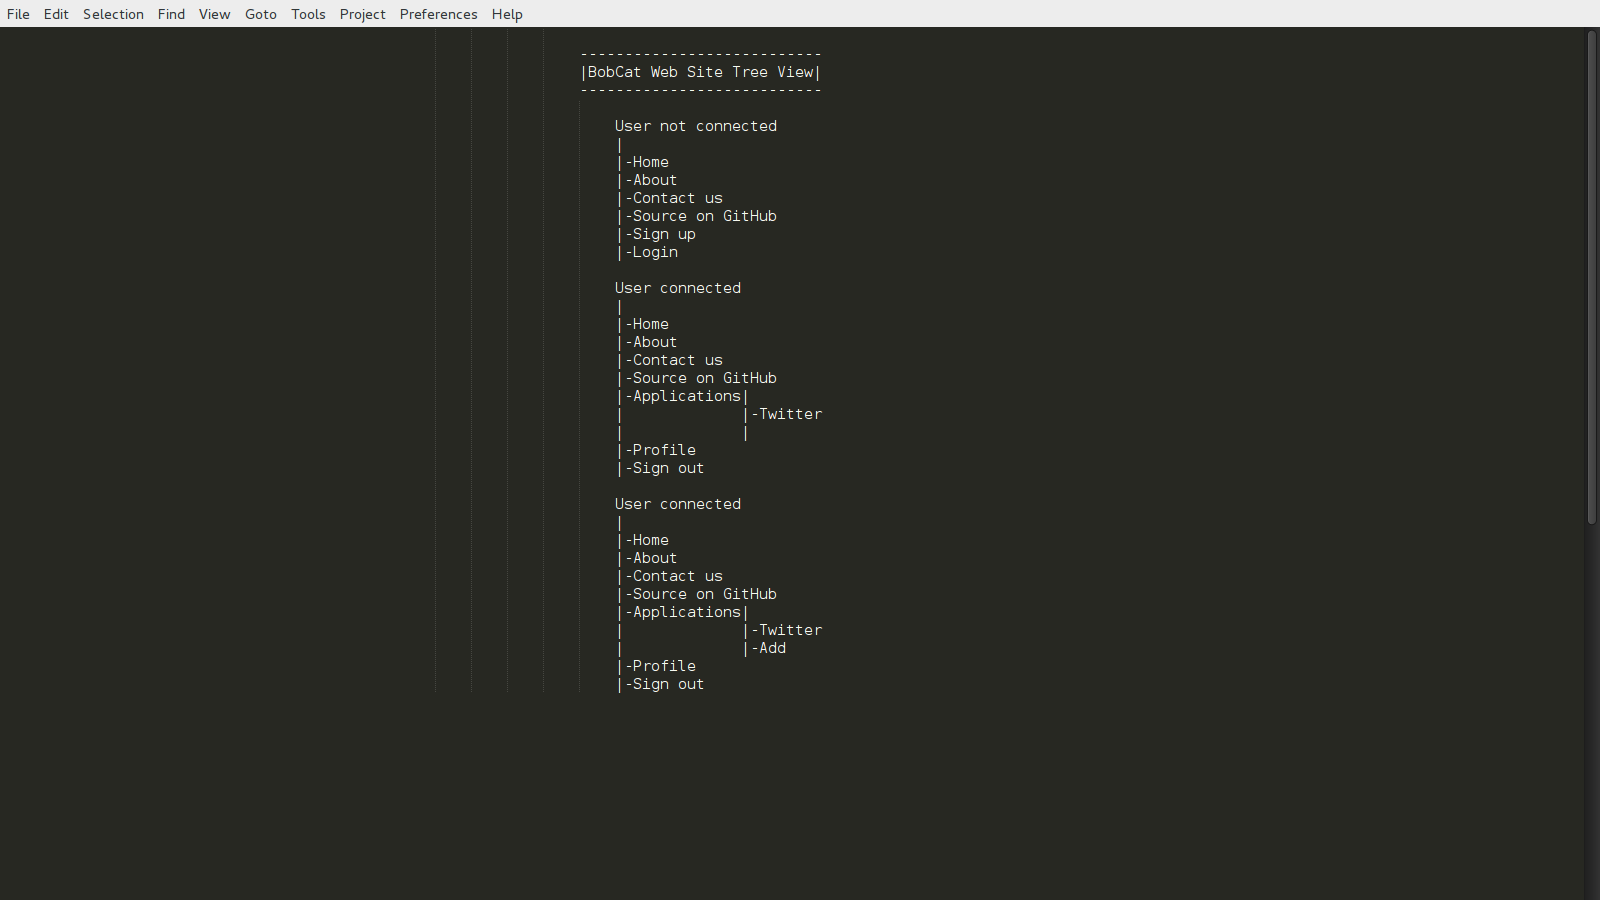 File Edit Selection Find View Goto Tools Project Preferences Help
---------------------------
|BobCat Web Site Tree View|
---------------------------
User not connected
|
|-Home
|-About
|-Contact us
|-Source on GitHub
|-Sign up
|-Login
User connected
|
|-Home
|-About
|-Contact us
|-Source on GitHub
|-Applications|
|             |-Twitter
|             |
|-Profile
|-Sign out
User connected
|
|-Home
|-About
|-Contact us
|-Source on GitHub
|-Applications|
|             |-Twitter
|             |-Add
|-Profile
|-Sign out